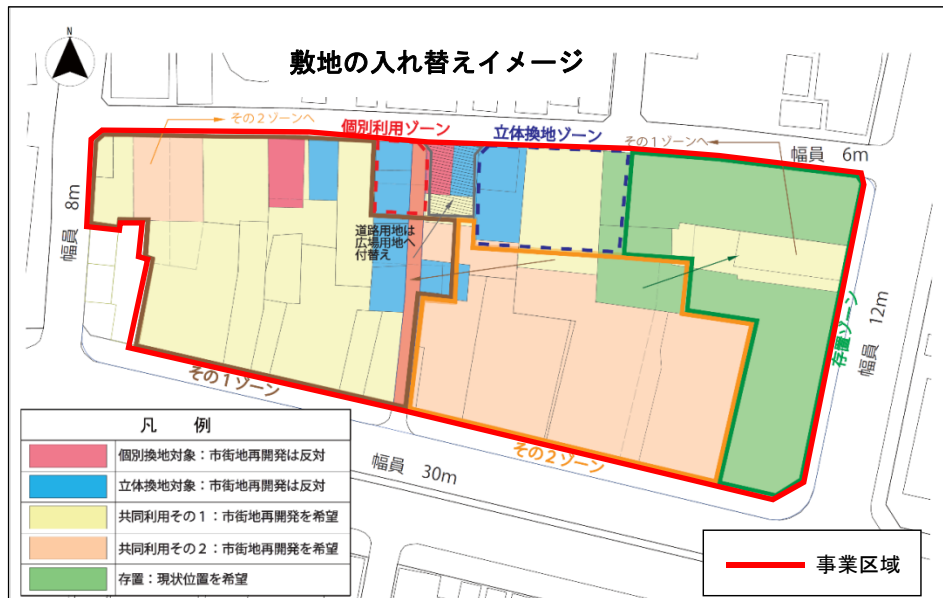 N
敷地の入れ替えイメージ
その2ゾーンへ
個別利用ゾーン
立体換地ゾーン
その1ゾーンへ
幅員 6m
幅員 8m
道路用地は
広場用地へ
付替え
存置ゾーン
幅員 12m
その1ゾーン
その2ゾーン
幅員 30m
凡 例
個別換地対象：市街地再開発は反対
立体換地対象：市街地再開発は反対
共同利用その1：市街地再開発を希望
共同利用その2：市街地再開発を希望
存置：現状位置を希望
事業区域